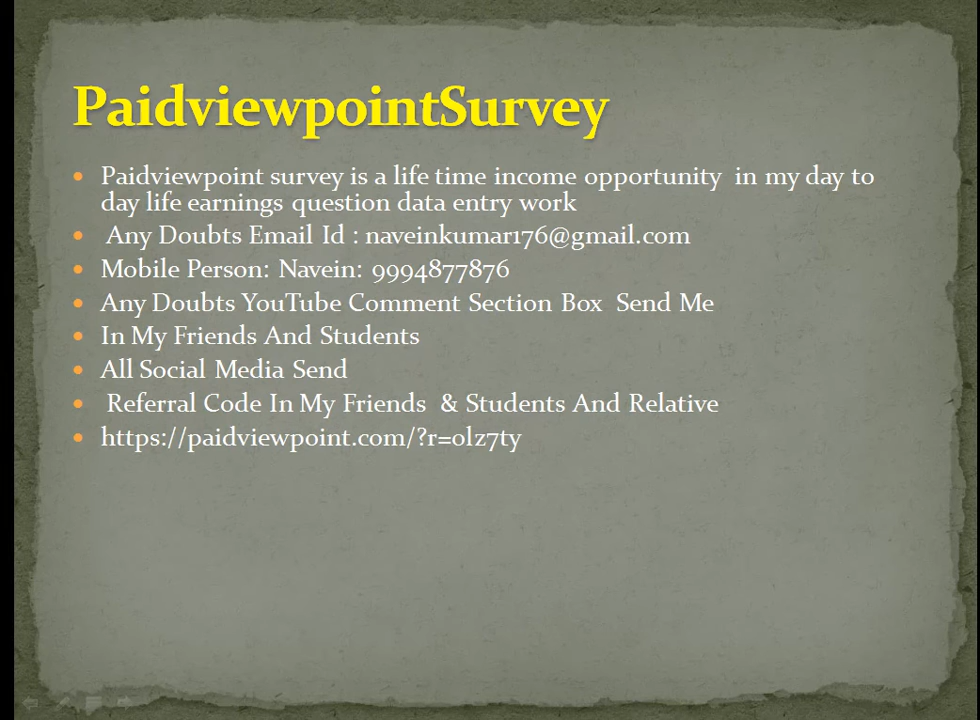 PaidviewpointSurvey
Paidviewpoint survey is a life time income opportunity in my day to
day life earnings question data entry work
Any Doubts Email Id : naveinkumar176@gmail.com
Mobile Person: Navein: 9994877876
Any Doubts YouTube Comment Section Box Send Me
In My Friends And Students
All Social Media Send
Referral Code In My Friends & Students And Relative
https://paidviewpoint.com/?r=olz7ty